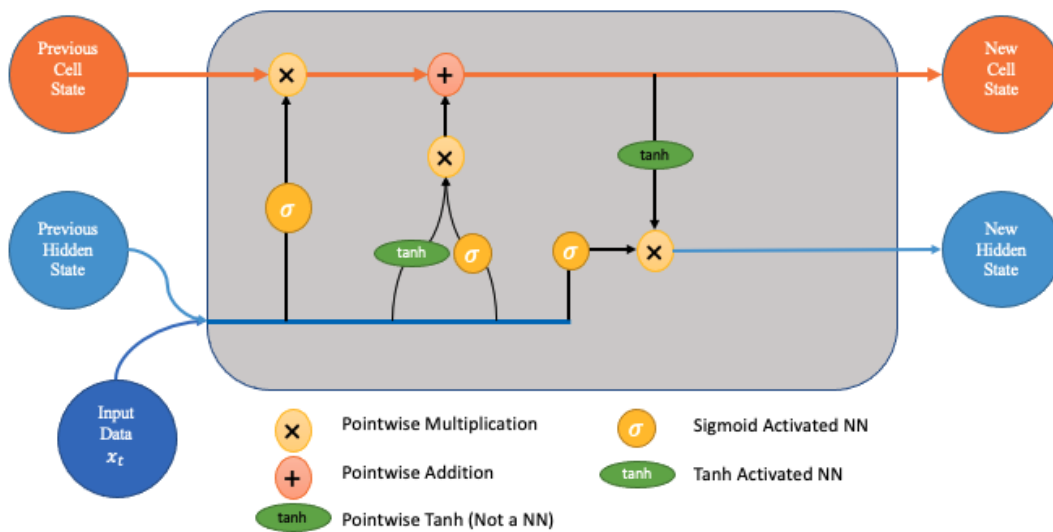 Previous
Cell
State
×
+
New
Cell
State
×
tanh
σ
Previous
Hidden
State
tanh
σ
σ
×
New
Hidden
State
Input
Data
xₜ
× Pointwise Multiplication
σ Sigmoid Activated NN
+ Pointwise Addition
tanh Tanh Activated NN
tanh Pointwise Tanh (Not a NN)